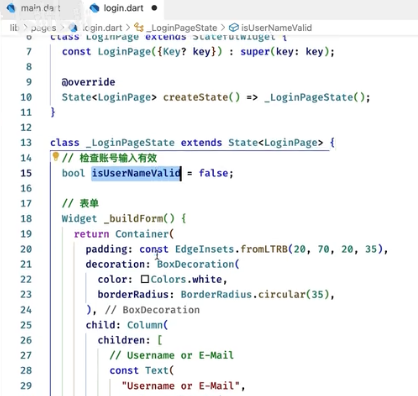 main.dart login.dart ●
lib > pages > login.dart > _LoginPageState > isUserNameValid
6 class LoginPage extends StatefulWidget {
7 const LoginPage({Key? key}) : super(key: key);
8
9 @override
10 State<LoginPage> createState() => _LoginPageState();
11 }
12
13 class _LoginPageState extends State<LoginPage> {
14 // 检查账号输入有效
15 bool isUserNameValid = false;
16
17 // 表单
18 Widget _buildForm() {
19 return Container(
20 padding: const EdgeInsets.fromLTRB(20, 70, 20, 35),
21 decoration: BoxDecoration(
22 color: Colors.white,
23 borderRadius: BorderRadius.circular(35),
24 ), // BoxDecoration
25 child: Column(
26 children: [
27 // Username or E-Mail
28 const Text(
29 "Username or E-Mail",